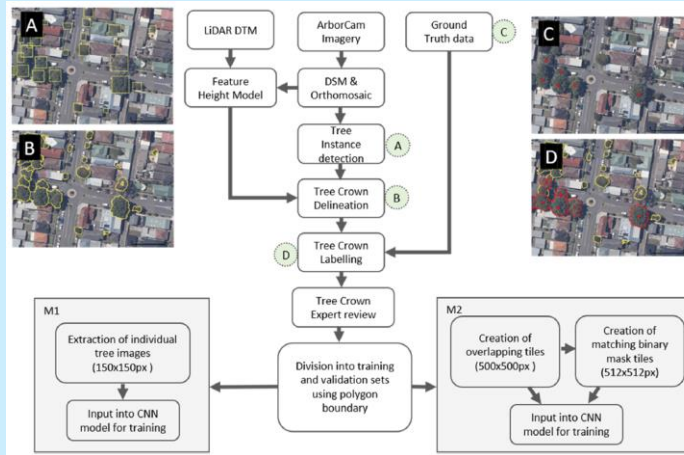 A
B
C
D
LiDAR DTM
ArborCam
Imagery
Ground
Truth data
C
Feature
Height Model
DSM &
Orthomosaic
Tree
Instance
detection
A
Tree Crown
Delineation
B
D
Tree Crown
Labelling
Tree Crown
Expert review
M1
Extraction of individual
tree images
(150x150px )
Input into CNN
model for training
Division into training
and validation sets
using polygon
boundary
M2
Creation of
overlapping tiles
(500x500px )
Creation of
matching binary
mask tiles
(512x512px)
Input into CNN
model for training